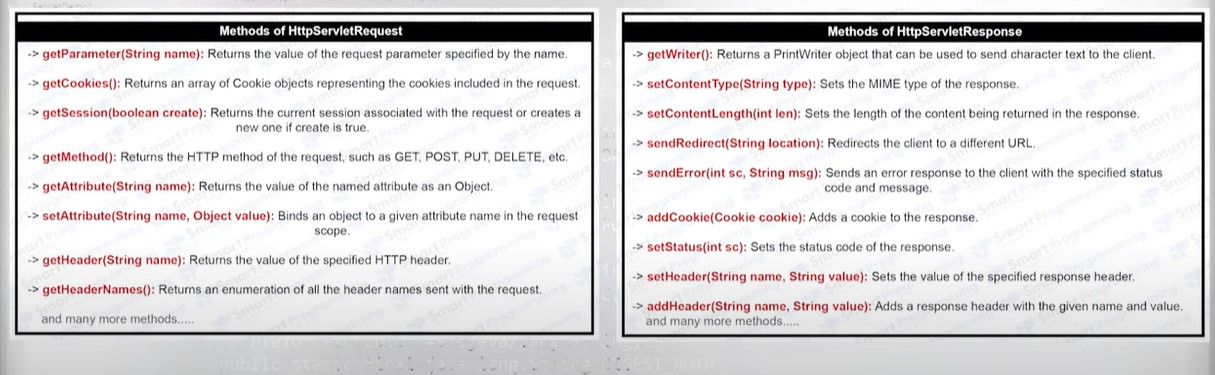 Methods of HttpServletRequest
-> getParameter(String name): Returns the value of the request parameter specified by the name.
-> getCookies(): Returns an array of Cookie objects representing the cookies included in the request.
-> getSession(boolean create): Returns the current session associated with the request or creates a
new one if create is true.
-> getMethod(): Returns the HTTP method of the request, such as GET, POST, PUT, DELETE, etc.
-> getAttribute(String name): Returns the value of the named attribute as an Object.
-> setAttribute(String name, Object value): Binds an object to a given attribute name in the request
scope.
-> getHeader(String name): Returns the value of the specified HTTP header.
-> getHeaderNames(): Returns an enumeration of all the header names sent with the request.
and many more methods.....
Methods of HttpServletResponse
-> getWriter(): Returns a PrintWriter object that can be used to send character text to the client.
-> setContentType(String type): Sets the MIME type of the response.
-> setContentLength(int len): Sets the length of the content being returned in the response.
-> sendRedirect(String location): Redirects the client to a different URL.
-> sendError(int sc, String msg): Sends an error response to the client with the specified status
code and message.
-> addCookie(Cookie cookie): Adds a cookie to the response.
-> setStatus(int sc): Sets the status code of the response.
-> setHeader(String name, String value): Sets the value of the specified response header.
-> addHeader(String name, String value): Adds a response header with the given name and value.
and many more methods.....
Smart Programming
public static